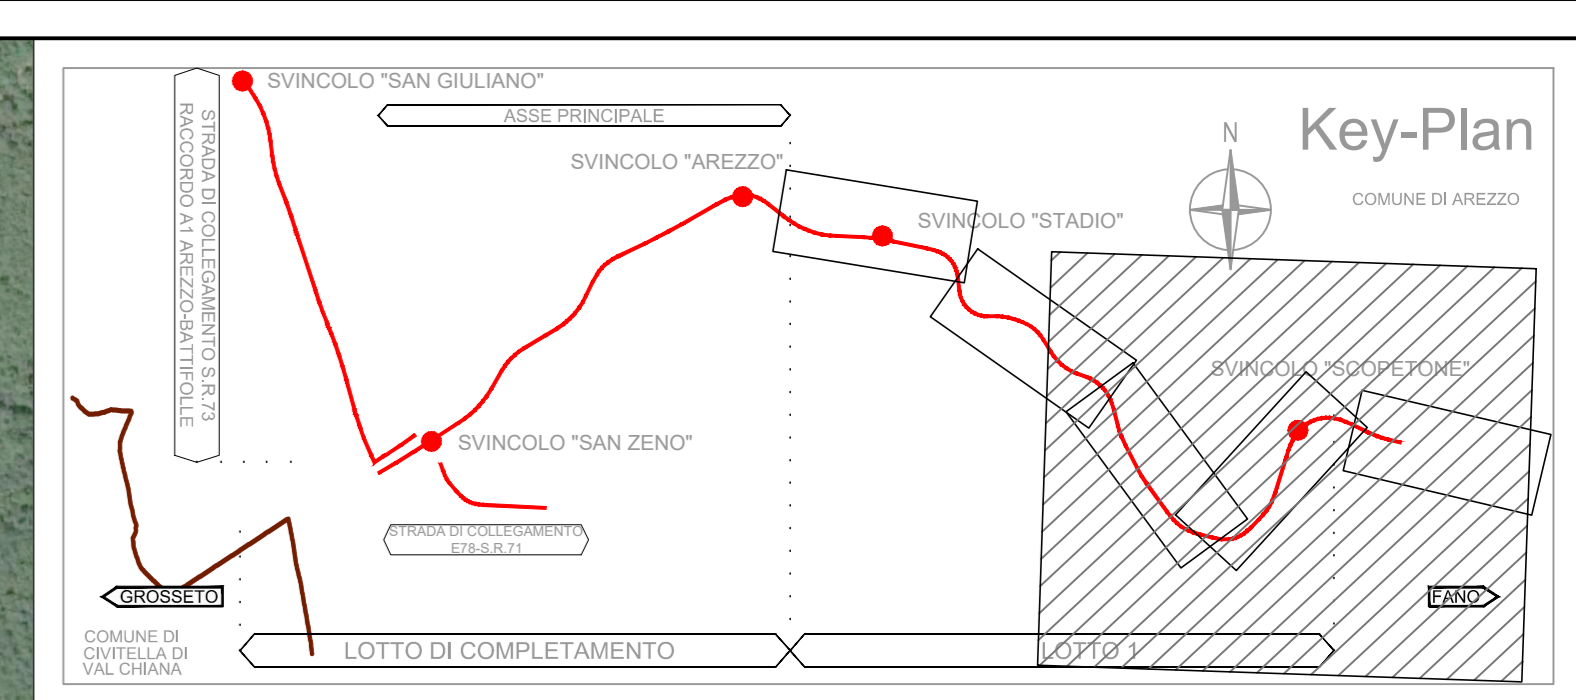 SVINCOLO "SAN GIULIANO"
STRADA DI COLLEGAMENTO S.R.73
RACCORDO A1 AREZZO-BATTIFOLLE
ASSE PRINCIPALE
Key-Plan
N
SVINCOLO "AREZZO"
COMUNE DI AREZZO
SVINCOLO "STADIO"
SVINCOLO "SCOPETONE"
SVINCOLO "SAN ZENO"
STRADA DI COLLEGAMENTO
E78-S.R.71
GROSSETO
FANO
COMUNE DI
CIVITELLA DI
VAL CHIANA
LOTTO DI COMPLETAMENTO
LOTTO 1